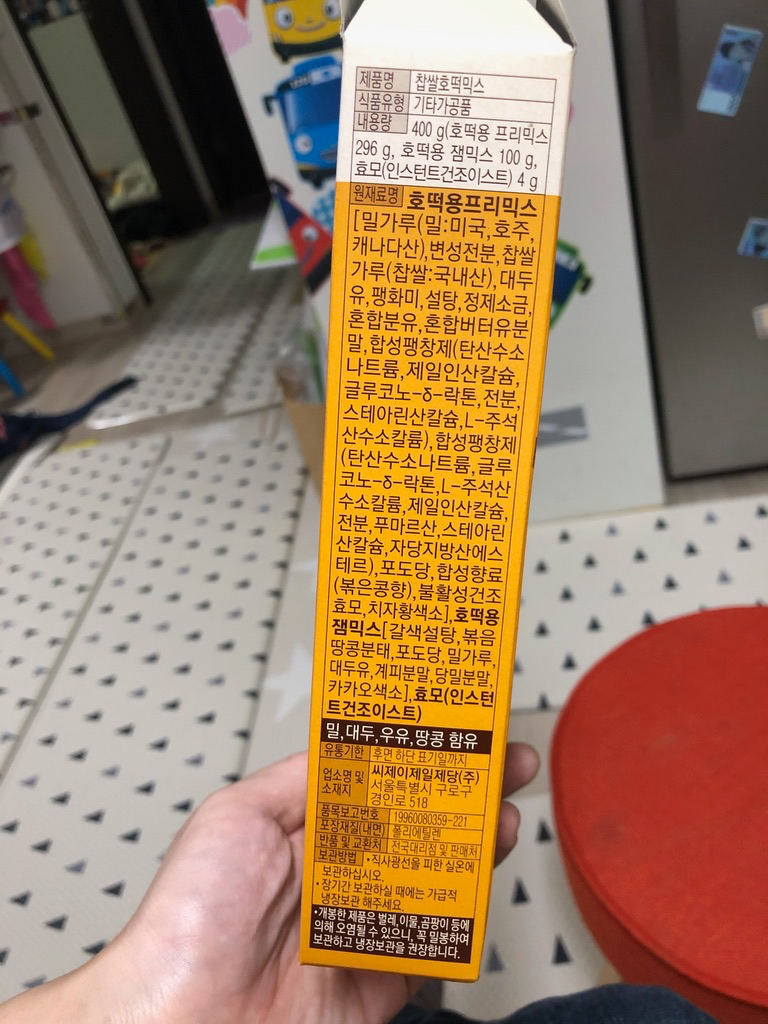 제품명 찹쌀호떡믹스
식품유형 기타가공품
내용량 400 g(호떡용 프리믹스
296 g, 호떡용 잼믹스 100 g,
효모(인스턴트건조이스트) 4 g
원재료명 호떡용프리믹스
[밀가루(밀:미국,호주,
캐나다산),변성전분,찹쌀
가루(찹쌀:국내산),대두
유,팽화미,설탕,정제소금,
혼합분유,혼합버터유분
말,합성팽창제(탄산수소
나트륨,제일인산칼슘,
글루코노-δ-락톤,전분,
스테아린산칼슘,L-주석
산수소칼륨),합성팽창제
(탄산수소나트륨,글루
코노-δ-락톤,L-주석산
수소칼륨,제일인산칼슘,
전분,푸마르산,스테아린
산칼슘,자당지방산에스
테르),포도당,합성향료
(볶은콩향),불활성건조
효모,치자황색소],호떡용
잼믹스[갈색설탕,볶음
땅콩분태,포도당,밀가루,
대두유,계피분말,당밀분말,
카카오색소],효모(인스턴
트건조이스트)
밀,대두,우유,땅콩 함유
유통기한 후면 하단 표기일까지
업소명 및 소재지 씨제이제일제당(주)
서울특별시 구로구
경인로 518
품목보고번호 19960080359-221
포장재질(내면) 폴리에틸렌
반품 및 교환처 전국대리점 및 판매처
보관방법 •직사광선을 피한 실온에
보관하십시오.
•장기간 보관하실 때에는 가급적
냉장보관 해주세요.
•개봉한 제품은 벌레,이물,곰팡이 등에
의해 오염될 수 있으니, 꼭 밀봉하여
보관하고 냉장보관을 권장합니다.